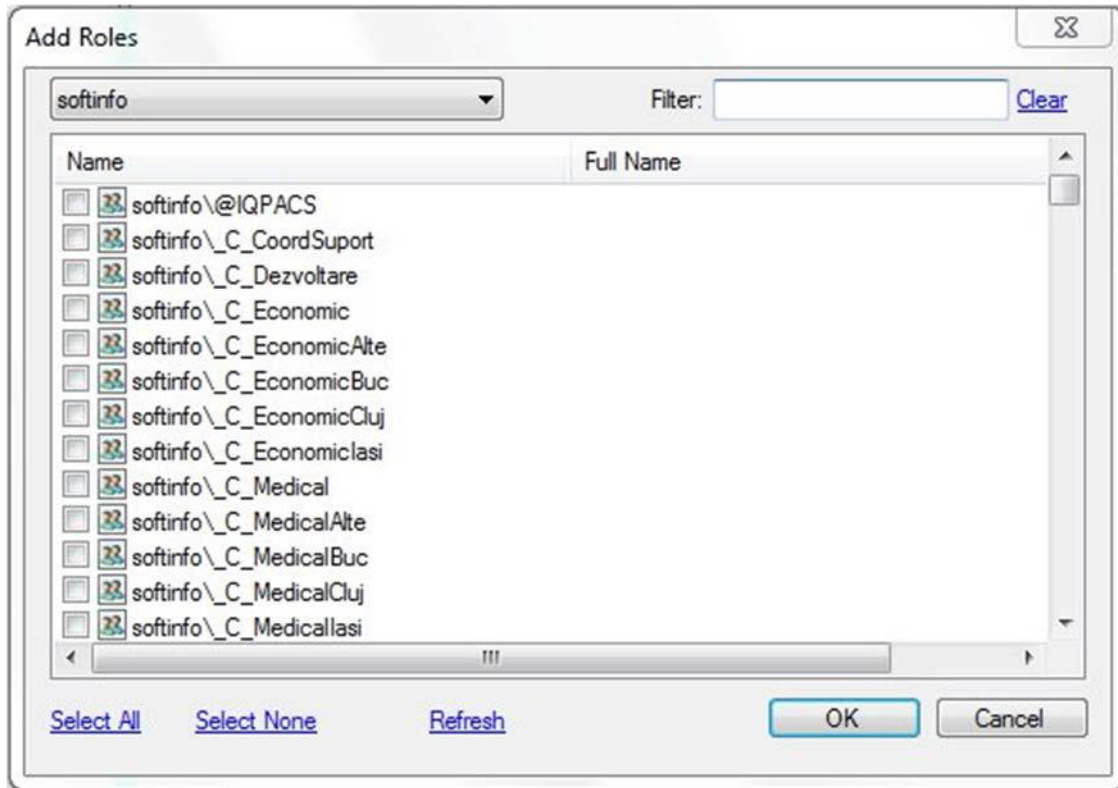 Add Roles
softinfo
Filter:
Clear
Name Full Name
softinfo\@IQPACS
softinfo\_C_CoordSuport
softinfo\_C_Dezvoltare
softinfo\_C_Economic
softinfo\_C_EconomicAlte
softinfo\_C_EconomicBuc
softinfo\_C_EconomicCluj
softinfo\_C_EconomicIasi
softinfo\_C_Medical
softinfo\_C_MedicalAlte
softinfo\_C_MedicalBuc
softinfo\_C_MedicalCluj
softinfo\_C_MedicalIasi
Select All Select None Refresh OK Cancel